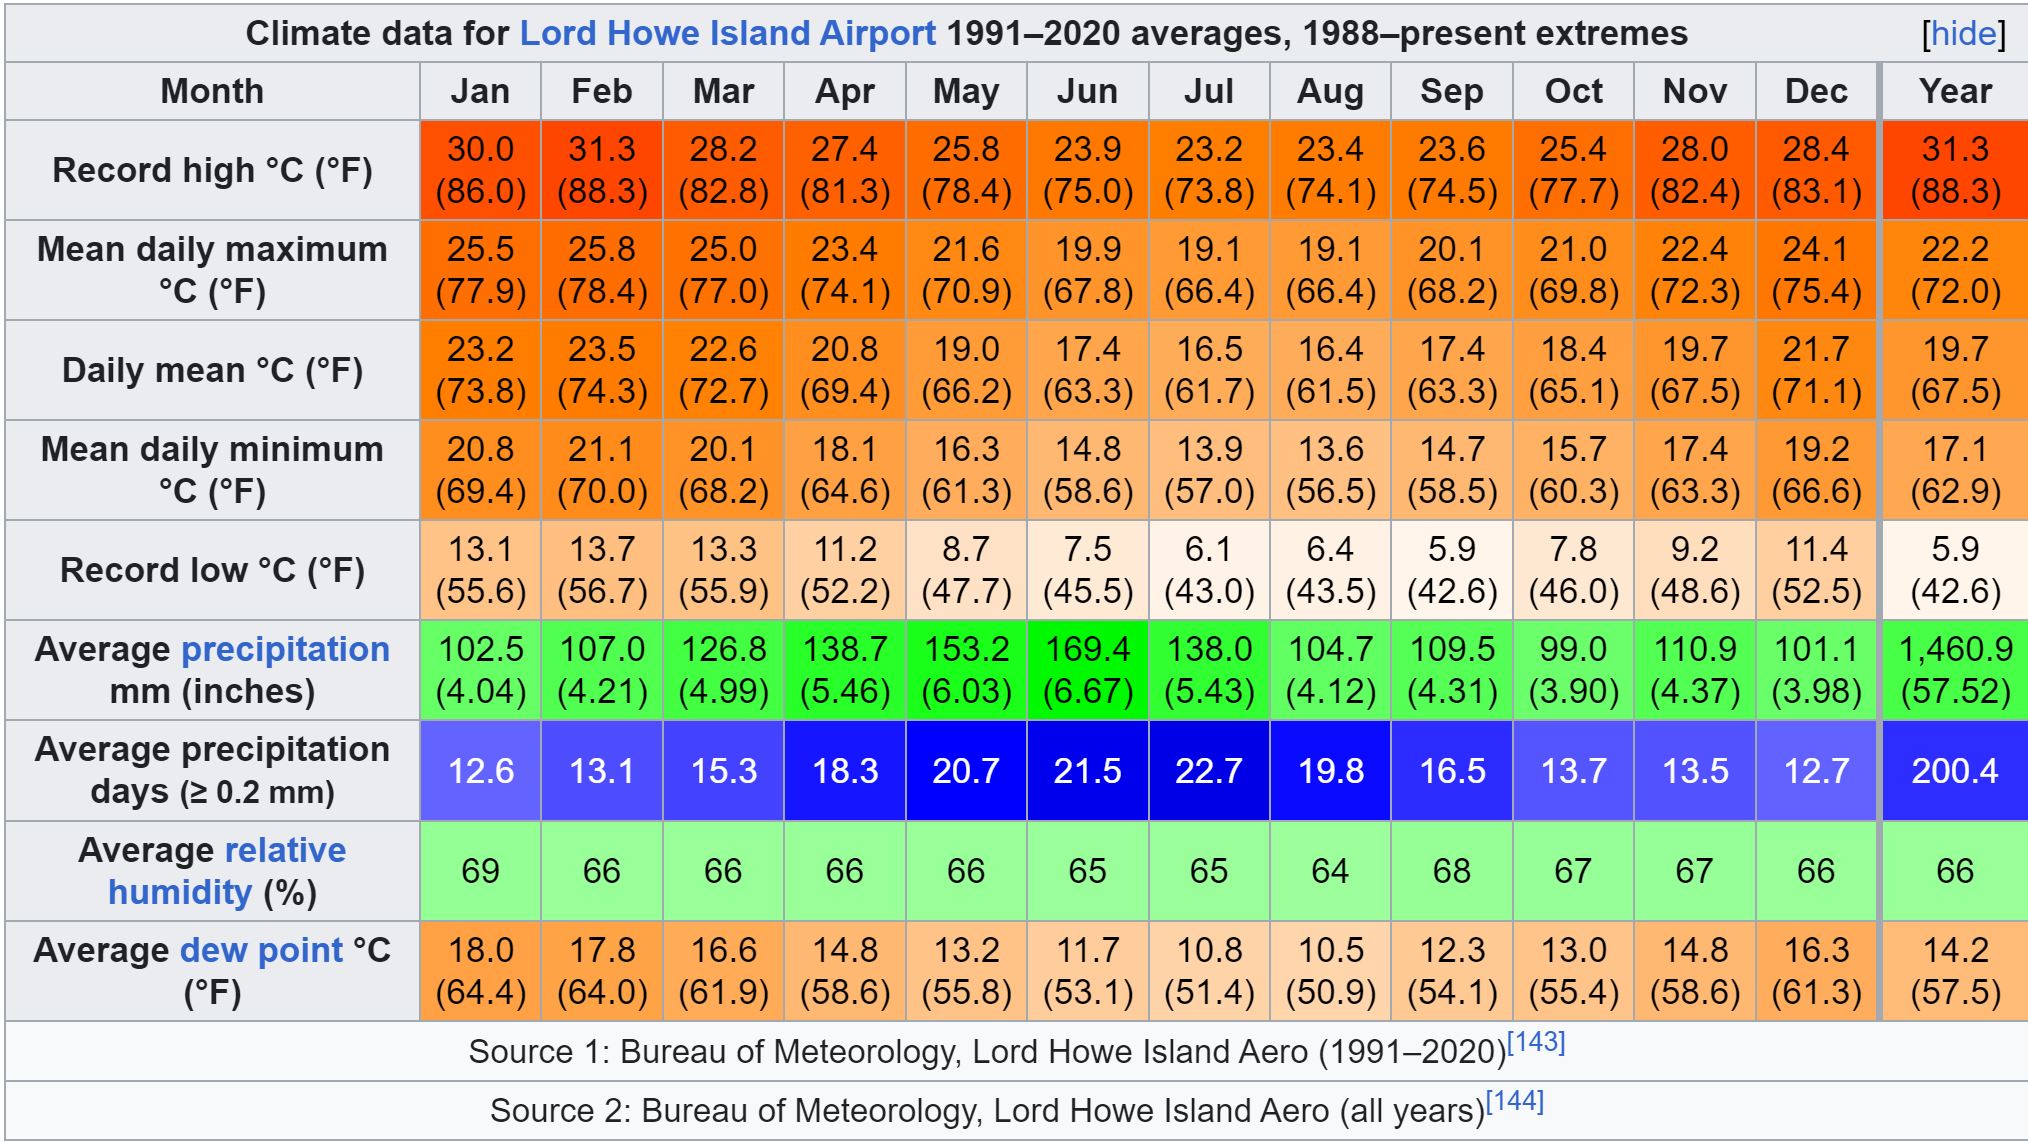 Climate data for Lord Howe Island Airport 1991–2020 averages, 1988–present extremes [hide]
Month Jan Feb Mar Apr May Jun Jul Aug Sep Oct Nov Dec Year
Record high °C (°F) 30.0 31.3 28.2 27.4 25.8 23.9 23.2 23.4 23.6 25.4 28.0 28.4 31.3
(86.0) (88.3) (82.8) (81.3) (78.4) (75.0) (73.8) (74.1) (74.5) (77.7) (82.4) (83.1) (88.3)
Mean daily maximum 25.5 25.8 25.0 23.4 21.6 19.9 19.1 19.1 20.1 21.0 22.4 24.1 22.2
°C (°F) (77.9) (78.4) (77.0) (74.1) (70.9) (67.8) (66.4) (66.4) (68.2) (69.8) (72.3) (75.4) (72.0)
Daily mean °C (°F) 23.2 23.5 22.6 20.8 19.0 17.4 16.5 16.4 17.4 18.4 19.7 21.7 19.7
(73.8) (74.3) (72.7) (69.4) (66.2) (63.3) (61.7) (61.5) (63.3) (65.1) (67.5) (71.1) (67.5)
Mean daily minimum 20.8 21.1 20.1 18.1 16.3 14.8 13.9 13.6 14.7 15.7 17.4 19.2 17.1
°C (°F) (69.4) (70.0) (68.2) (64.6) (61.3) (58.6) (57.0) (56.5) (58.5) (60.3) (63.3) (66.6) (62.9)
Record low °C (°F) 13.1 13.7 13.3 11.2 8.7 7.5 6.1 6.4 5.9 7.8 9.2 11.4 5.9
(55.6) (56.7) (55.9) (52.2) (47.7) (45.5) (43.0) (43.5) (42.6) (46.0) (48.6) (52.5) (42.6)
Average precipitation 102.5 107.0 126.8 138.7 153.2 169.4 138.0 104.7 109.5 99.0 110.9 101.1 1,460.9
mm (inches) (4.04) (4.21) (4.99) (5.46) (6.03) (6.67) (5.43) (4.12) (4.31) (3.90) (4.37) (3.98) (57.52)
Average precipitation
days (≥ 0.2 mm) 12.6 13.1 15.3 18.3 20.7 21.5 22.7 19.8 16.5 13.7 13.5 12.7 200.4
Average relative
humidity (%) 69 66 66 66 66 65 65 64 68 67 67 66 66
Average dew point °C 18.0 17.8 16.6 14.8 13.2 11.7 10.8 10.5 12.3 13.0 14.8 16.3 14.2
(°F) (64.4) (64.0) (61.9) (58.6) (55.8) (53.1) (51.4) (50.9) (54.1) (55.4) (58.6) (61.3) (57.5)
Source 1: Bureau of Meteorology, Lord Howe Island Aero (1991–2020)[143]
Source 2: Bureau of Meteorology, Lord Howe Island Aero (all years)[144]